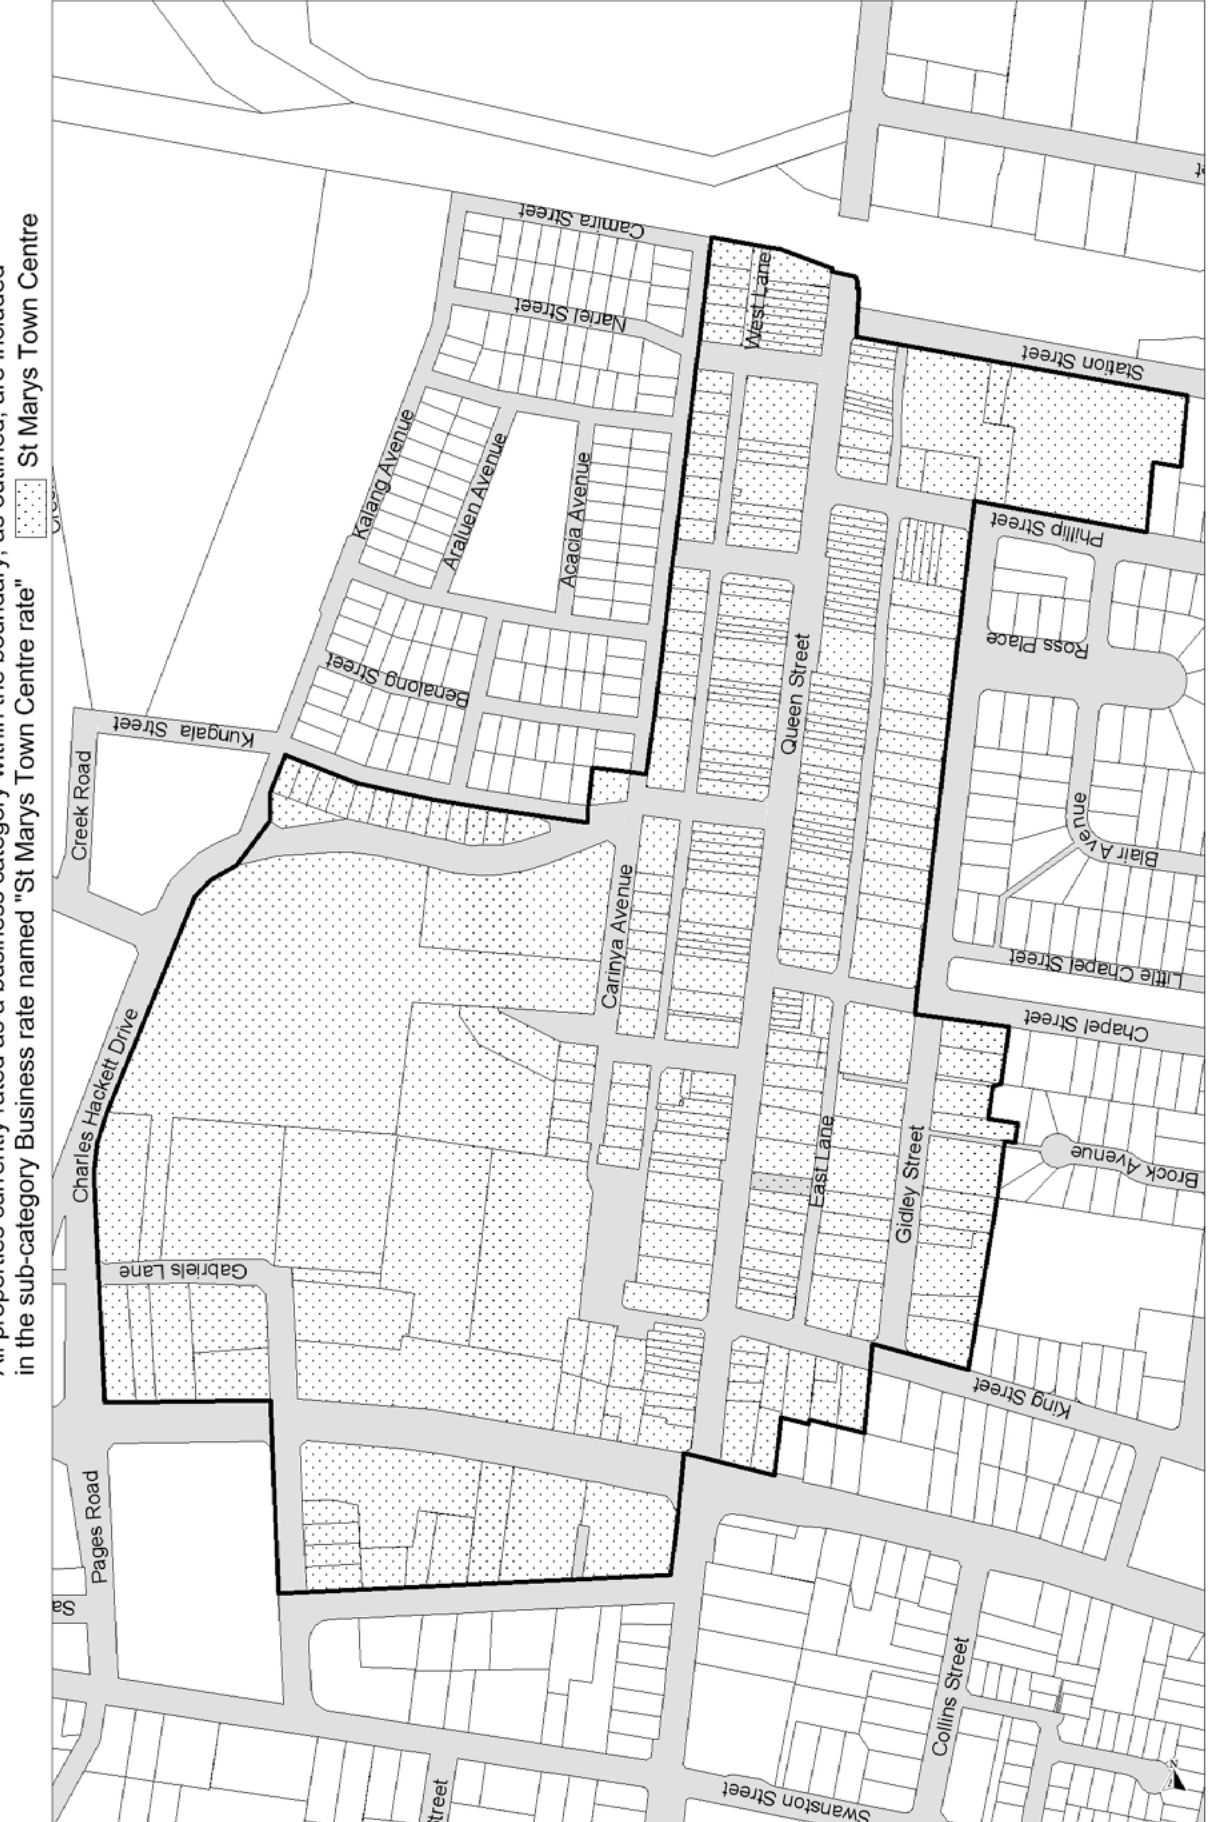 All properties currently rated as a business category within the boundary, as outlined, are included
in the sub-category Business rate named "St Marys Town Centre rate"
St Marys Town Centre
Camira Street
Nariel Street
West Lane
Station Street
Kalang Avenue
Araluen Avenue
Acacia Avenue
Phillip Street
Ross Place
Benalong Street
Kungala Street
Queen Street
Creek Road
Blair Avenue
Carinya Avenue
Little Chapel Street
Chapel Street
Charles Hackett Drive
East Lane
Gidley Street
Brock Avenue
Gabriels Lane
King Street
Pages Road
Sa
Collins Street
Swanston Street
treet
et
N